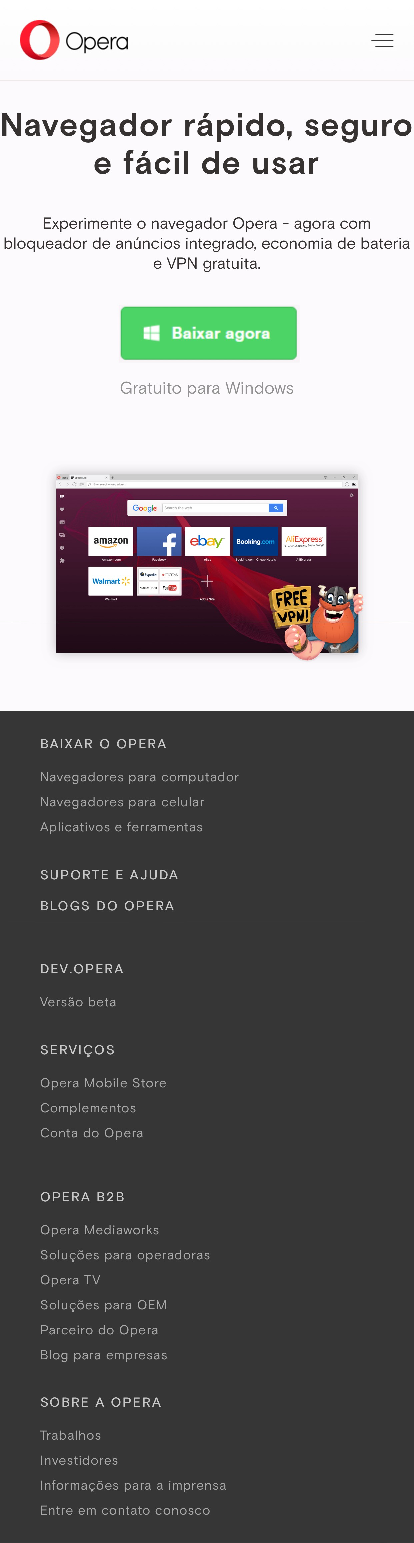 Opera
Navegador rápido, seguro
e fácil de usar
Experimente o navegador Opera - agora com
bloqueador de anúncios integrado, economia de bateria
e VPN gratuita.
Baixar agora
Gratuito para Windows
Google
amazon
f
ebay
Booking.com
AliExpress
Walmart
YouTube
FREE
VPN!
BAIXAR O OPERA
Navegadores para computador
Navegadores para celular
Aplicativos e ferramentas
SUPORTE E AJUDA
BLOGS DO OPERA
DEV.OPERA
Versão beta
SERVIÇOS
Opera Mobile Store
Complementos
Conta do Opera
OPERA B2B
Opera Mediaworks
Soluções para operadoras
Opera TV
Soluções para OEM
Parceiro do Opera
Blog para empresas
SOBRE A OPERA
Trabalhos
Investidores
Informações para a imprensa
Entre em contato conosco